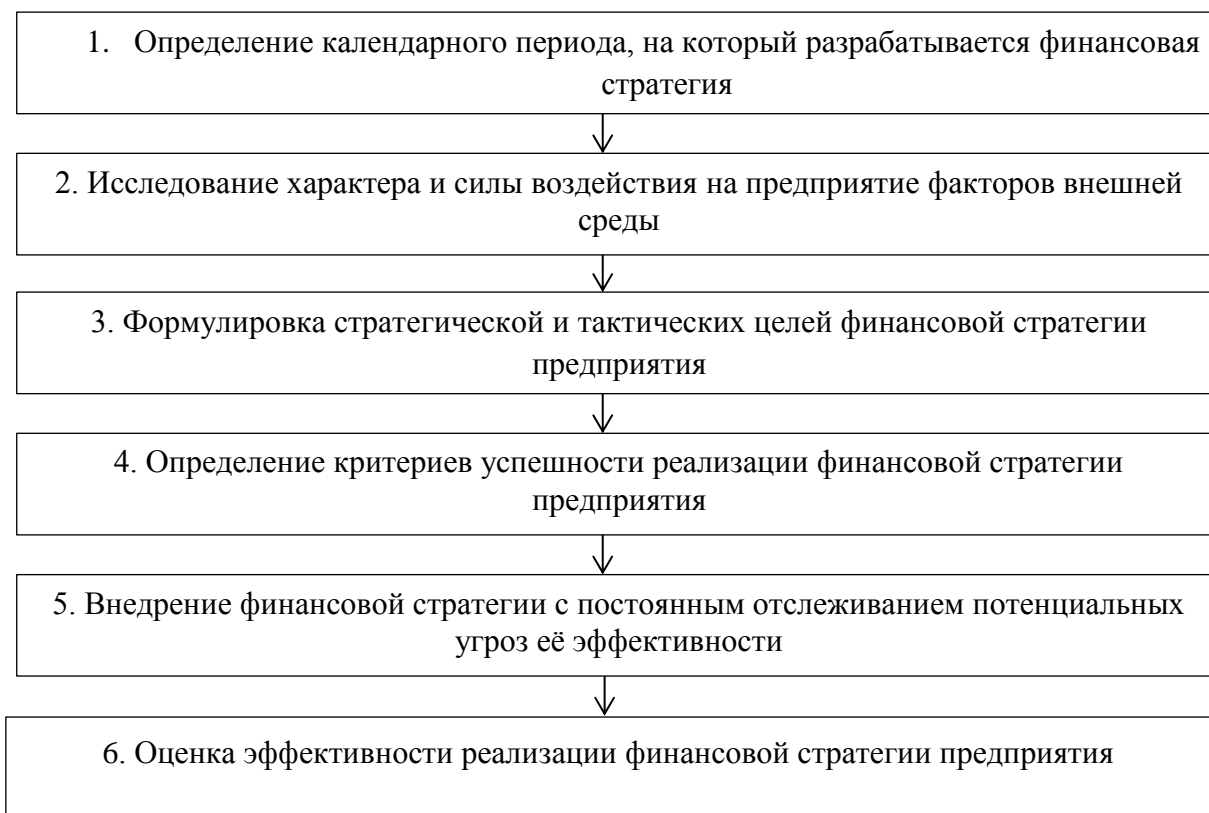 1. Определение календарного периода, на который разрабатывается финансовая
стратегия
2. Исследование характера и силы воздействия на предприятие факторов внешней
среды
3. Формулировка стратегической и тактических целей финансовой стратегии
предприятия
4. Определение критериев успешности реализации финансовой стратегии
предприятия
5. Внедрение финансовой стратегии с постоянным отслеживанием потенциальных
угроз её эффективности
6. Оценка эффективности реализации финансовой стратегии предприятия